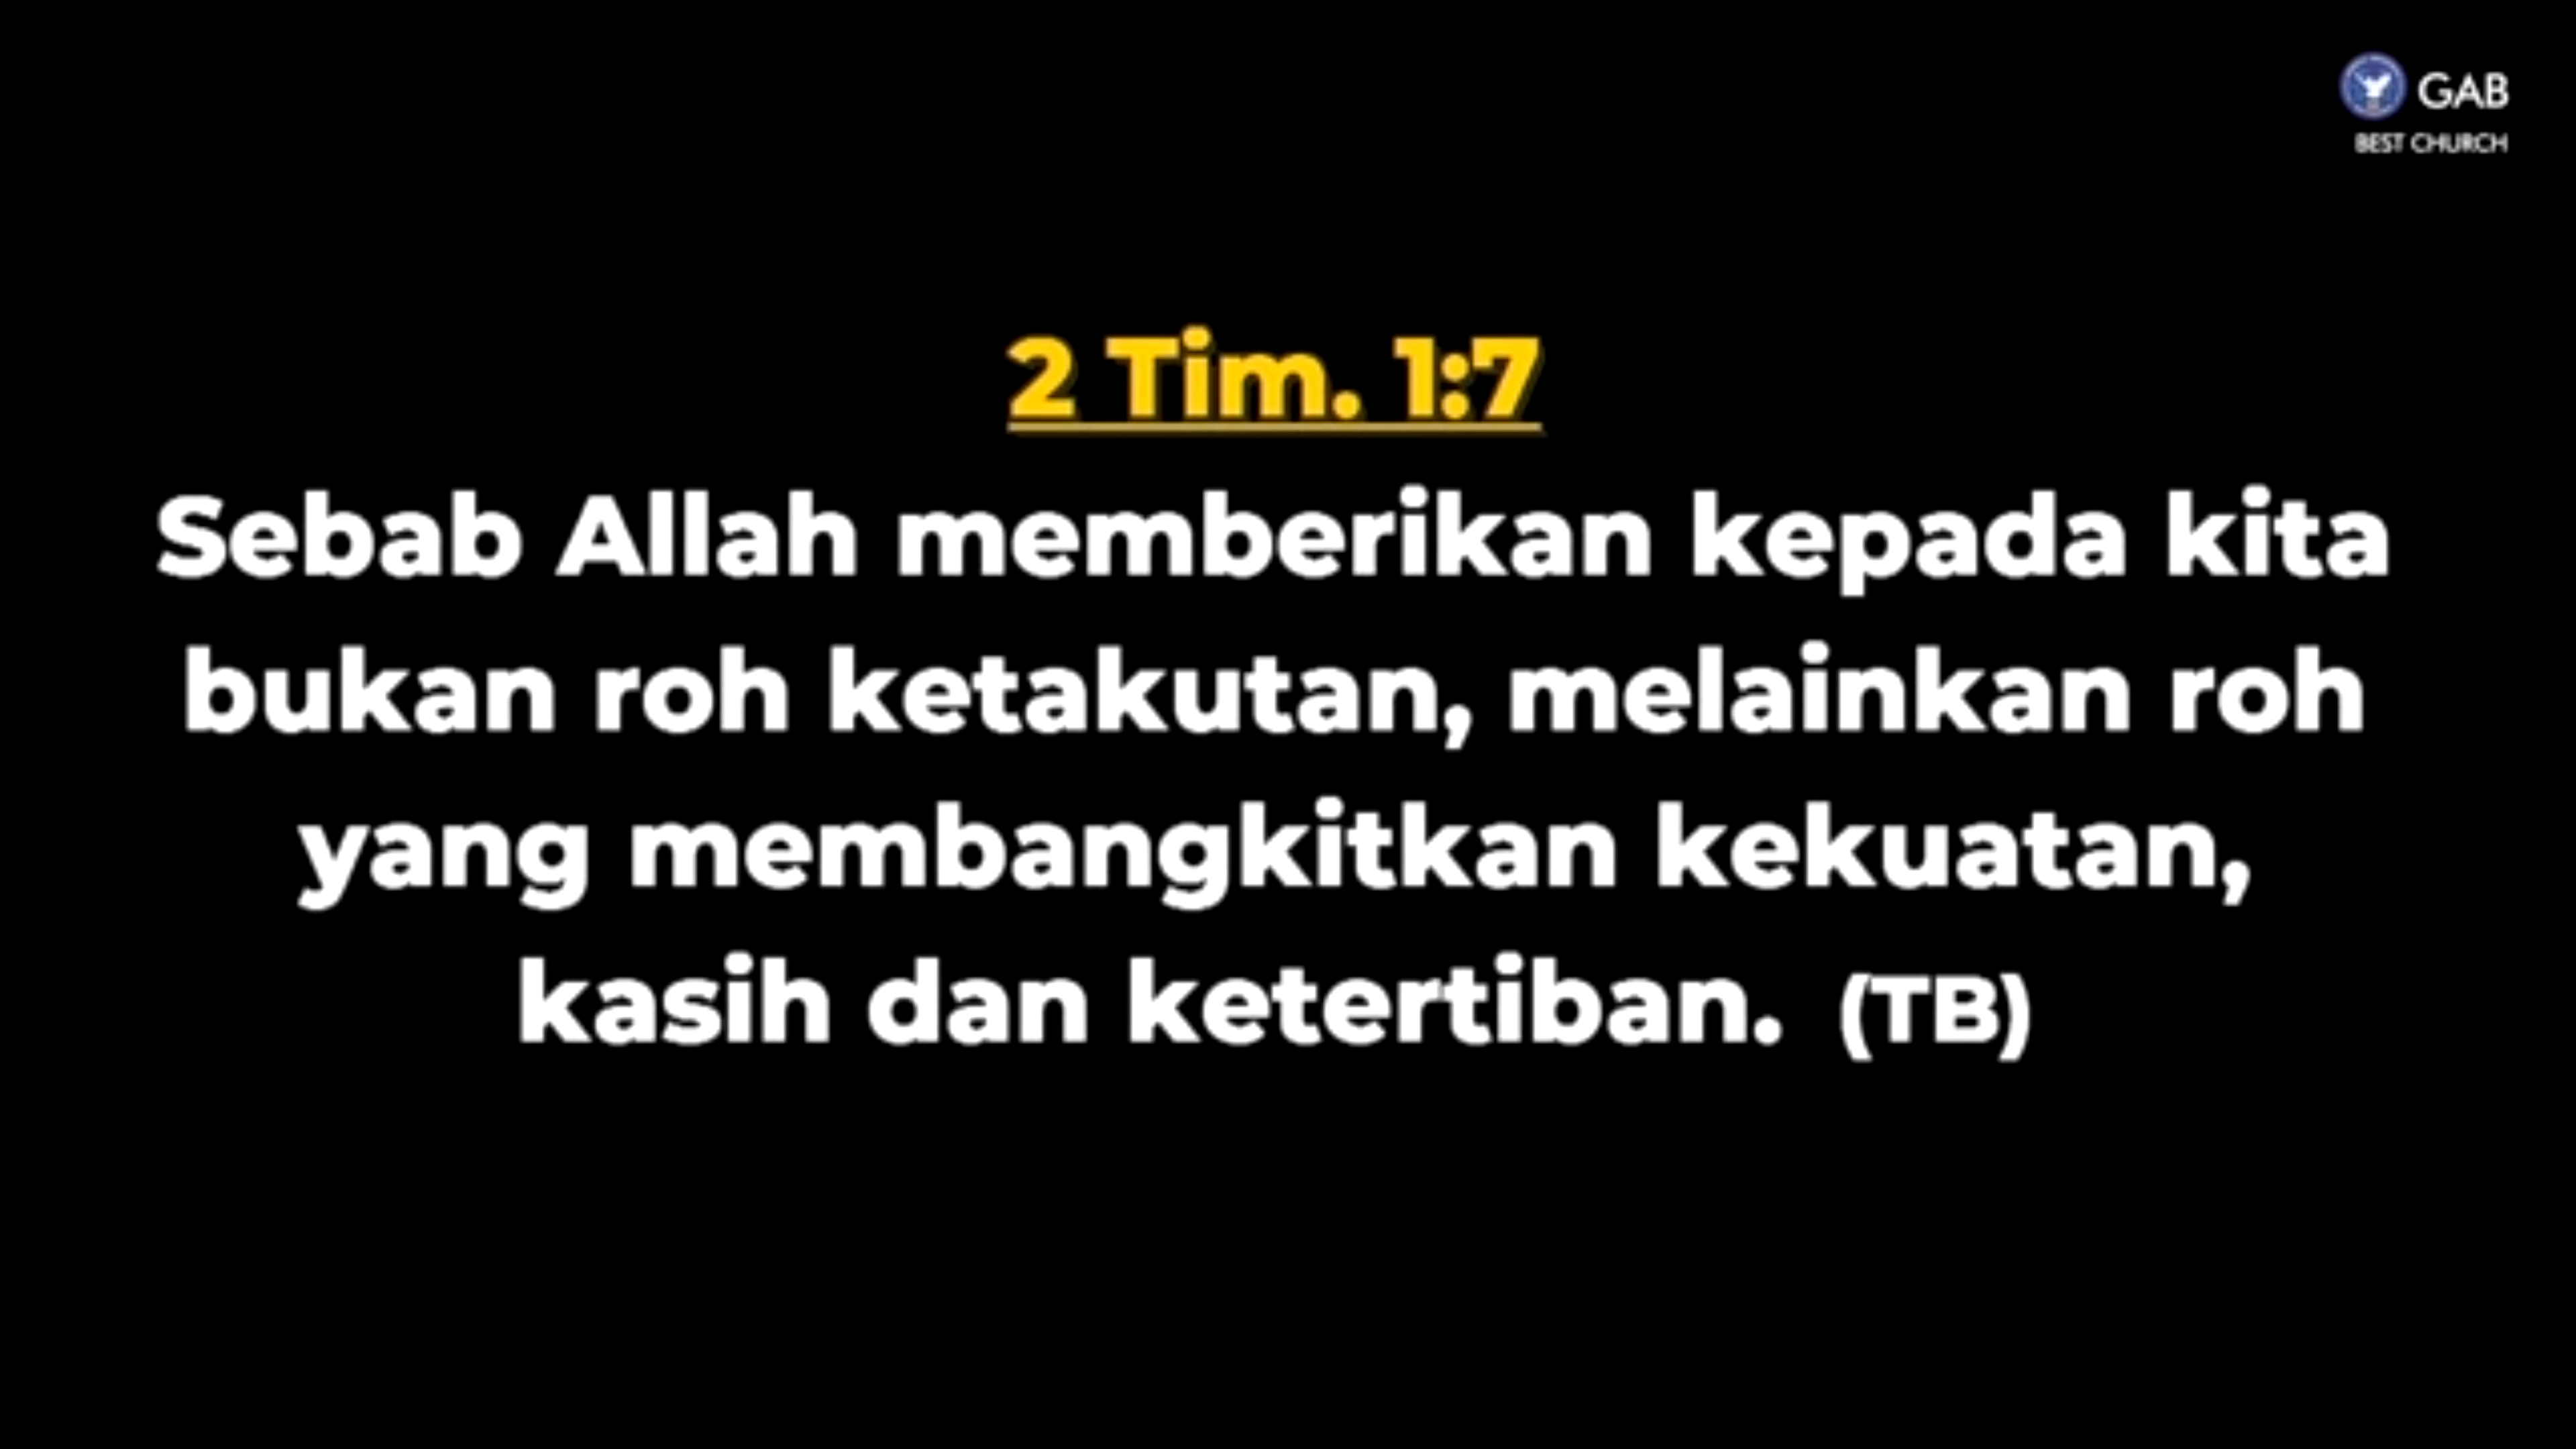 GAB
BEST CHURCH
2 Tim. 1:7
Sebab Allah memberikan kepada kita
bukan roh ketakutan, melainkan roh
yang membangkitkan kekuatan,
kasih dan ketertiban. (TB)